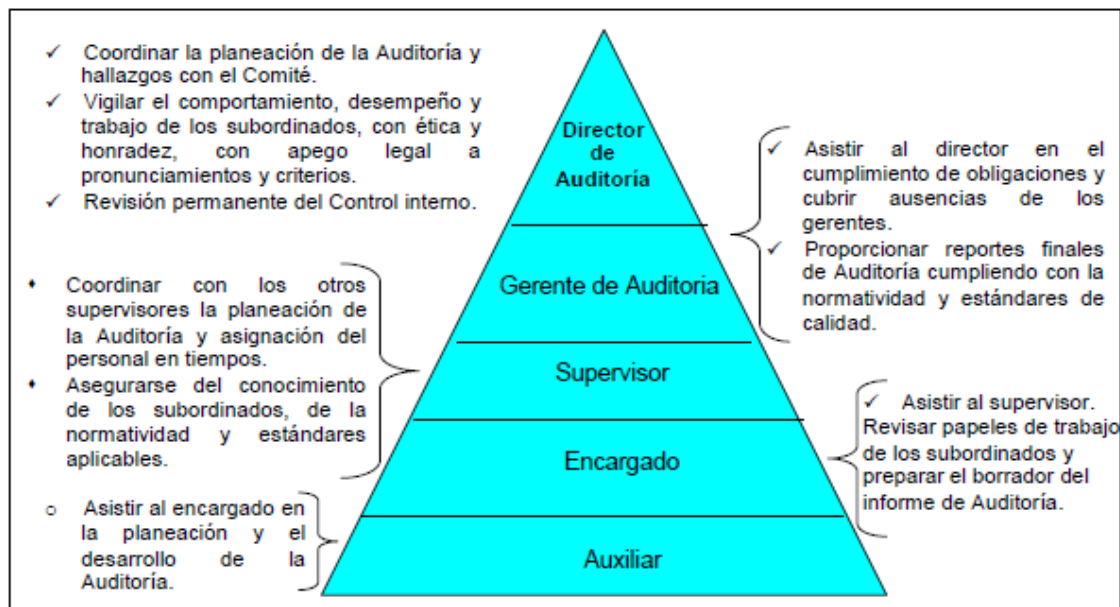 ✓ Coordinar la planeación de la Auditoría y
hallazgos con el Comité.
✓ Vigilar el comportamiento, desempeño y
trabajo de los subordinados, con ética y
honradez, con apego legal a
pronunciamientos y criterios.
✓ Revisión permanente del Control interno.
♦ Coordinar con los otros
supervisores la planeación de
la Auditoría y asignación del
personal en tiempos.
♦ Asegurarse del conocimiento
de los subordinados, de la
normatividad y estándares
aplicables.
o Asistir al encargado en
la planeación y el
desarrollo de la
Auditoría.
Director
de
Auditoría
Gerente de Auditoria
Supervisor
Encargado
Auxiliar
✓ Asistir al director en el
cumplimiento de obligaciones y
cubrir ausencias de los
gerentes.
✓ Proporcionar reportes finales
de Auditoría cumpliendo con la
normatividad y estándares de
calidad.
✓ Asistir al supervisor.
Revisar papeles de trabajo
de los subordinados y
preparar el borrador del
informe de Auditoría.